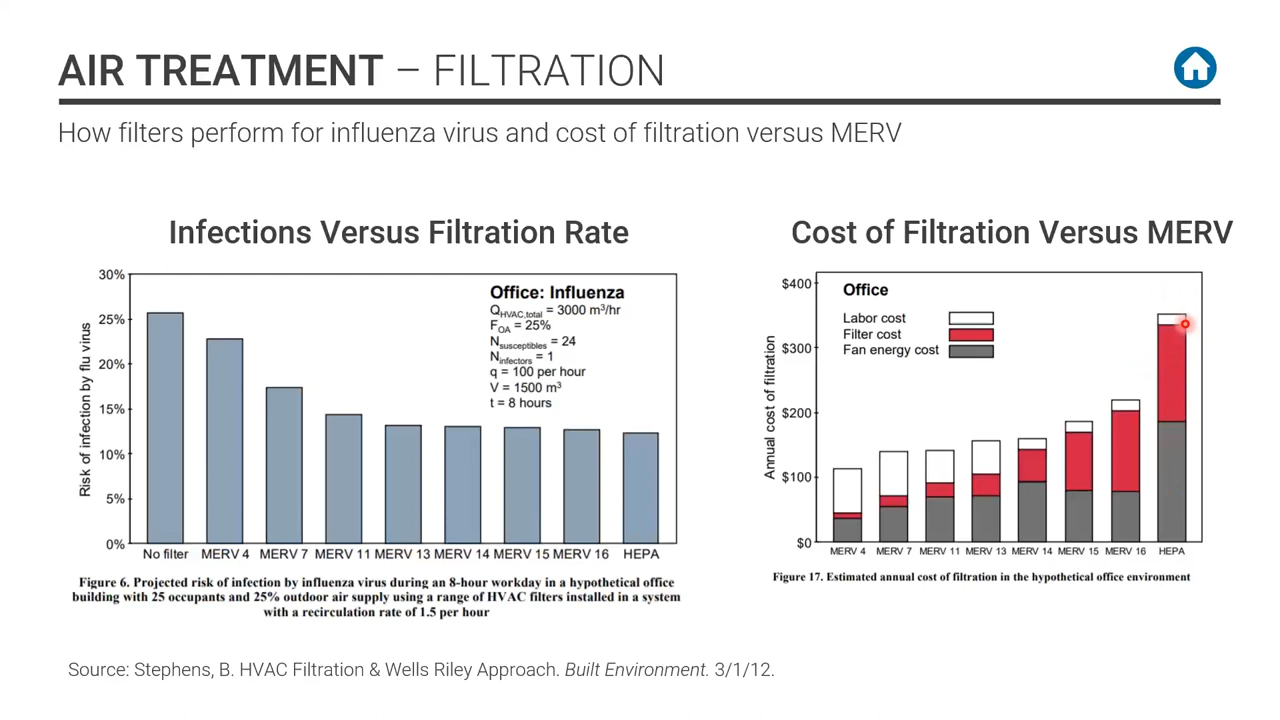 AIR TREATMENT – FILTRATION
How filters perform for influenza virus and cost of filtration versus MERV
Infections Versus Filtration Rate
30%
25%
20%
15%
10%
5%
0%
Risk of infection by flu virus
Office: Influenza
QHVAC,total = 3000 m³/hr
FOA = 25%
Nsusceptibles = 24
Ninfectors = 1
q = 100 per hour
V = 1500 m³
t = 8 hours
No filter MERV 4 MERV 7 MERV 11 MERV 13 MERV 14 MERV 15 MERV 16 HEPA
Figure 6. Projected risk of infection by influenza virus during an 8-hour workday in a hypothetical office
building with 25 occupants and 25% outdoor air supply using a range of HVAC filters installed in a system
with a recirculation rate of 1.5 per hour
Cost of Filtration Versus MERV
$400
$300
$200
$100
$0
Annual cost of filtration
Office
Labor cost
Filter cost
Fan energy cost
MERV 4 MERV 7 MERV 11 MERV 13 MERV 14 MERV 15 MERV 16 HEPA
Figure 17. Estimated annual cost of filtration in the hypothetical office environment
Source: Stephens, B. HVAC Filtration & Wells Riley Approach. Built Environment. 3/1/12.